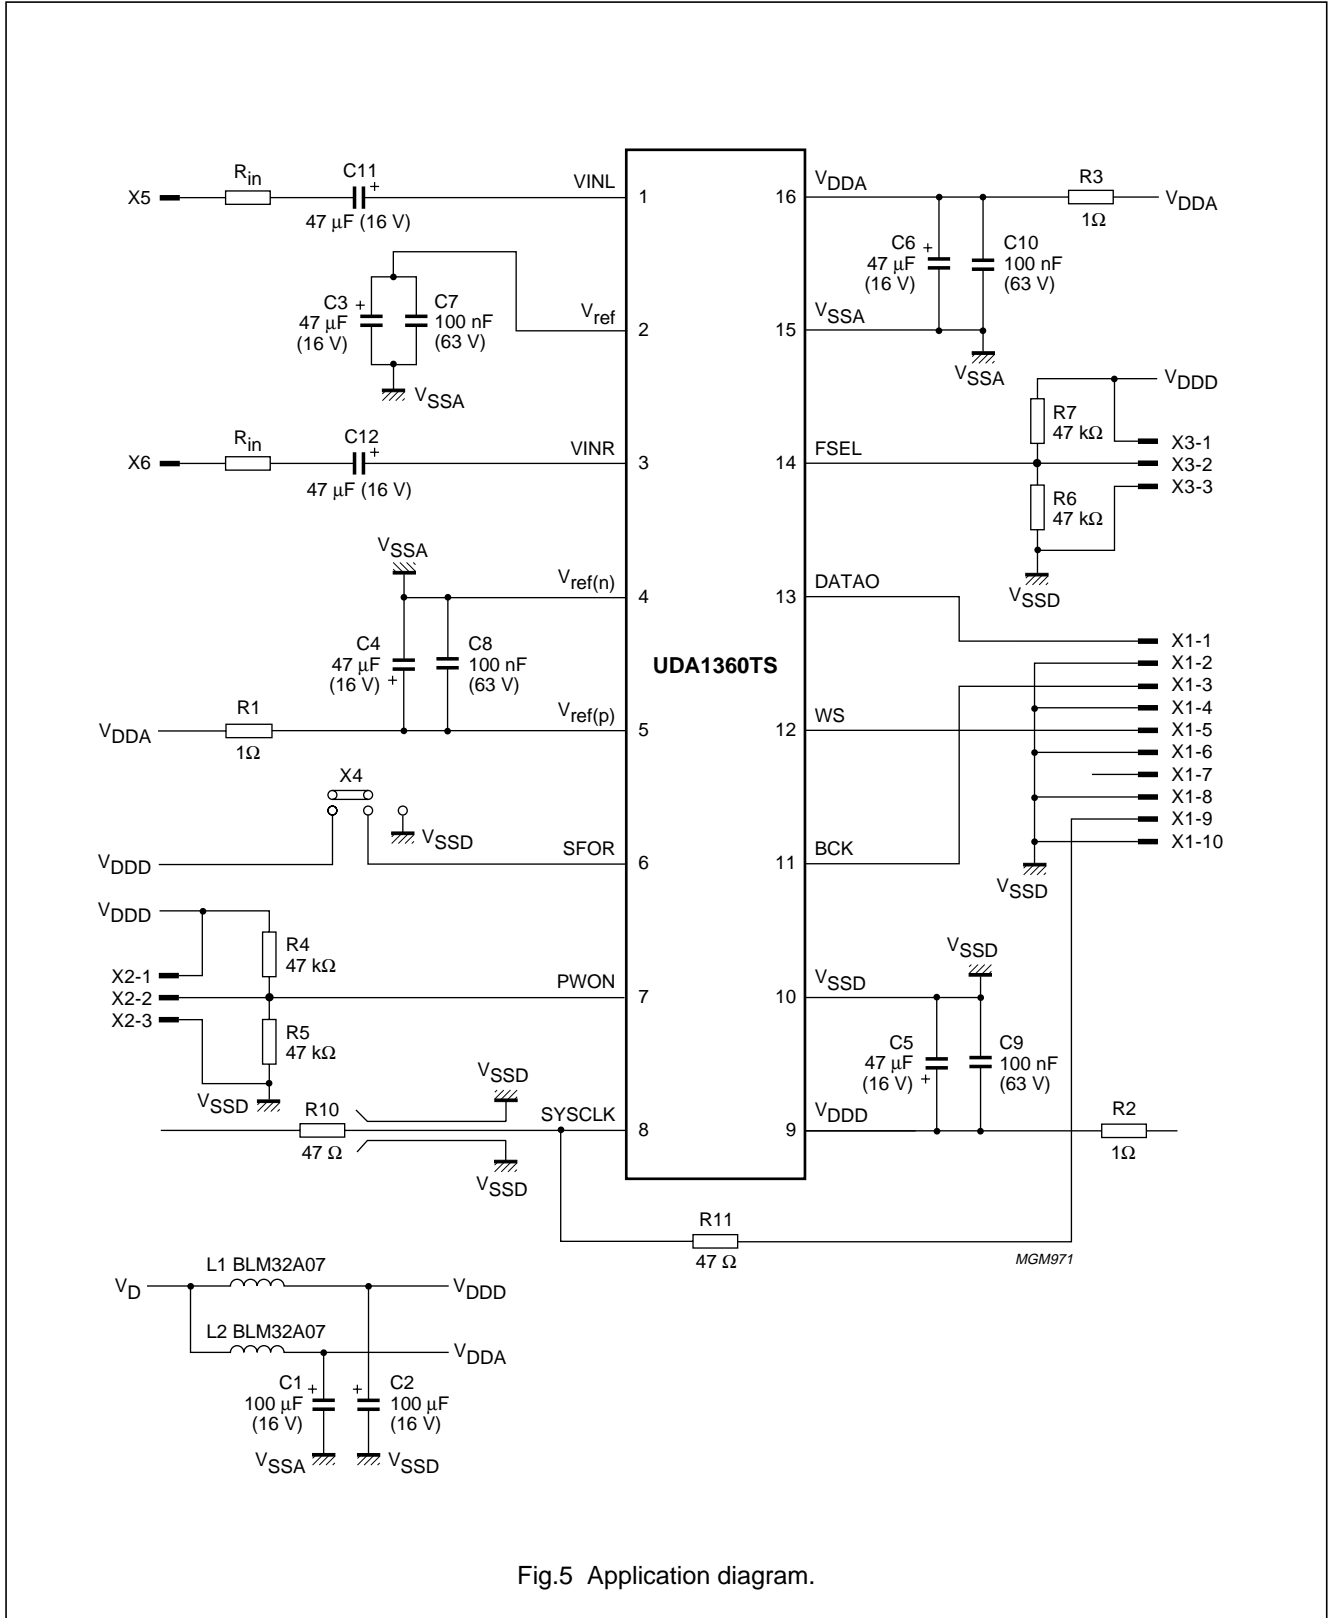 X5
Rin
C11
+
47 µF (16 V)
VINL
1
C3 +
47 µF
(16 V)
C7
100 nF
(63 V)
Vref
2
VSSA
X6
Rin
C12
+
47 µF (16 V)
VINR
3
VSSA
Vref(n)
4
C4
47 µF
(16 V) +
C8
100 nF
(63 V)
VDDA
R1
1Ω
Vref(p)
5
X4
VSSD
VDDD
SFOR
6
VDDD
R4
47 kΩ
X2-1
X2-2
X2-3
PWON
7
R5
47 kΩ
VSSD
VSSD
R10
47 Ω
SYSCLK
8
VSSD
UDA1360TS
16
VDDA
R3
1Ω
VDDA
C6 +
47 µF
(16 V)
C10
100 nF
(63 V)
15
VSSA
VSSA
VDDD
R7
47 kΩ
X3-1
X3-2
X3-3
14
FSEL
R6
47 kΩ
VSSD
13
DATAO
X1-1
X1-2
X1-3
X1-4
X1-5
X1-6
X1-7
X1-8
X1-9
X1-10
12
WS
11
BCK
VSSD
VSSD
10
VSSD
C5
47 µF
(16 V) +
C9
100 nF
(63 V)
9
VDDD
R2
1Ω
R11
47 Ω
MGM971
L1 BLM32A07
VD
VDDD
L2 BLM32A07
VDDA
C1 +
100 µF
(16 V)
+ C2
100 µF
(16 V)
VSSA
VSSD
Fig.5 Application diagram.